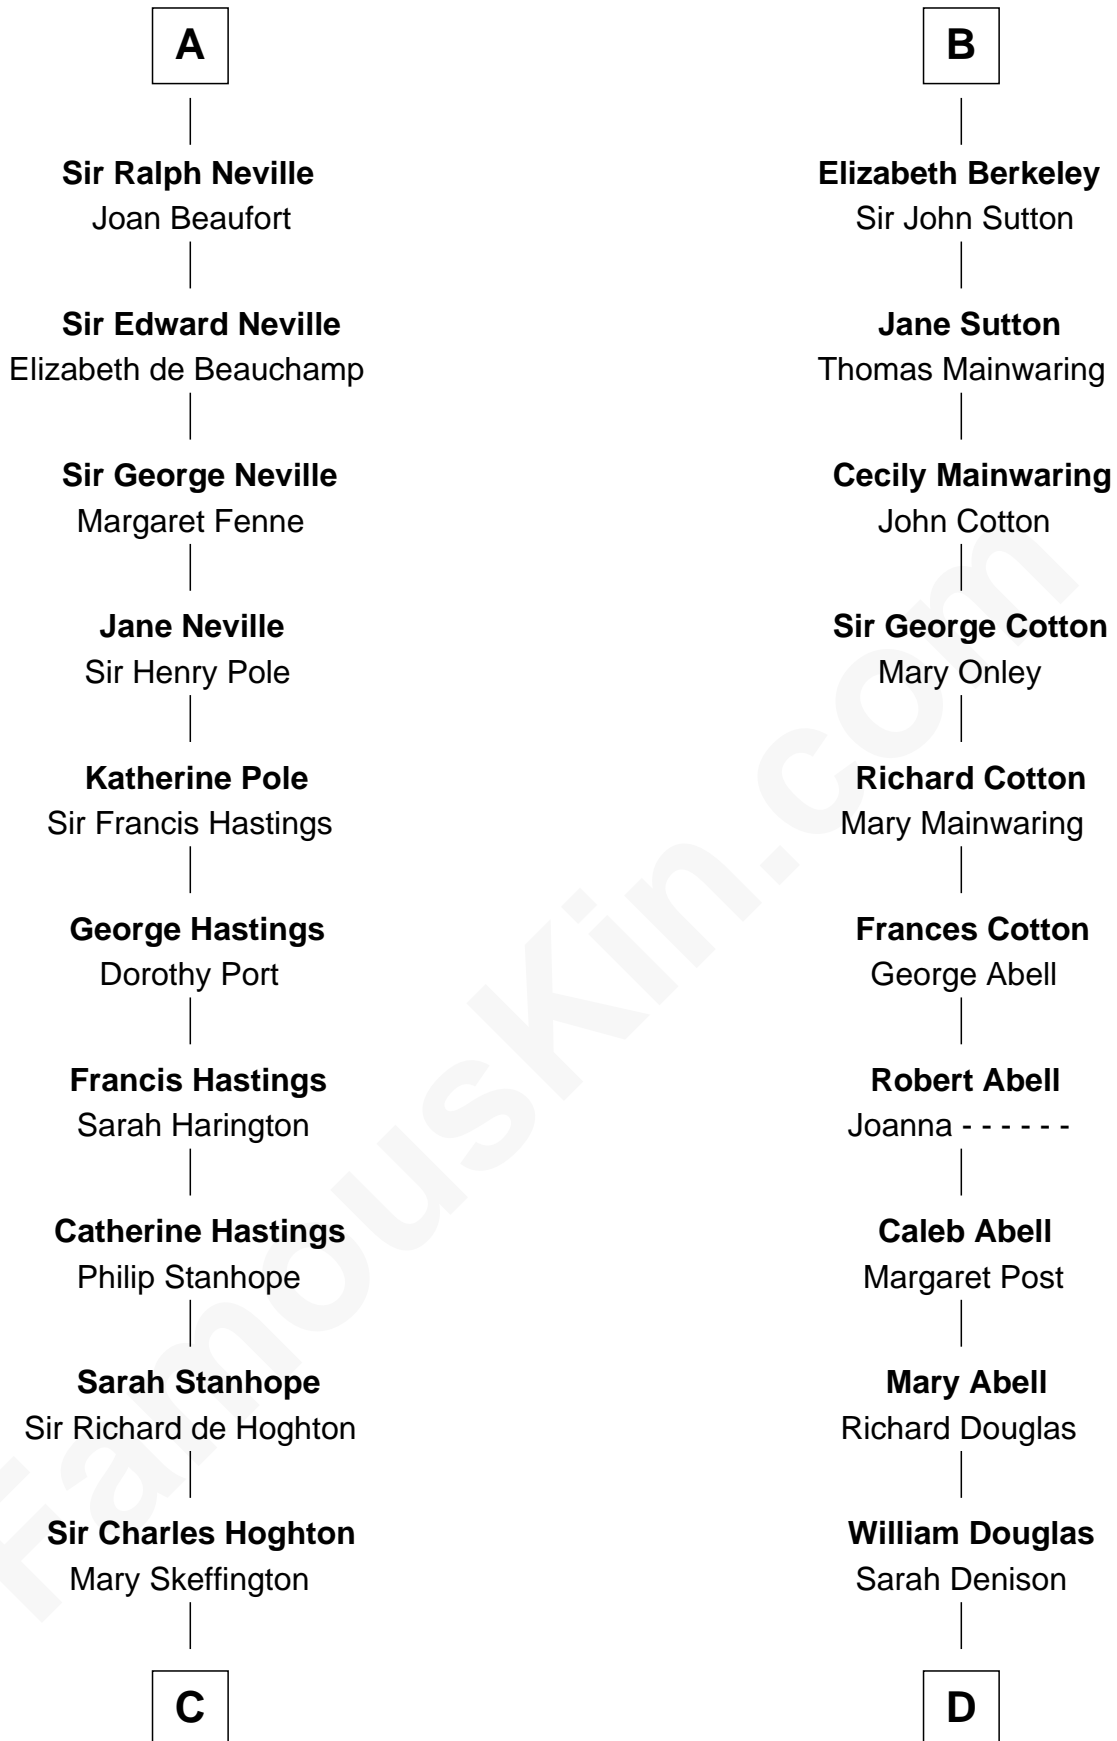 A
Sir Ralph Neville
Joan Beaufort
Sir Edward Neville
Elizabeth de Beauchamp
Sir George Neville
Margaret Fenne
Jane Neville
Sir Henry Pole
Katherine Pole
Sir Francis Hastings
George Hastings
Dorothy Port
Francis Hastings
Sarah Harington
Catherine Hastings
Philip Stanhope
Sarah Stanhope
Sir Richard de Hoghton
Sir Charles Hoghton
Mary Skeffington
C
B
Elizabeth Berkeley
Sir John Sutton
Jane Sutton
Thomas Mainwaring
Cecily Mainwaring
John Cotton
Sir George Cotton
Mary Onley
Richard Cotton
Mary Mainwaring
Frances Cotton
George Abell
Robert Abell
Joanna - - - - - -
Caleb Abell
Margaret Post
Mary Abell
Richard Douglas
William Douglas
Sarah Denison
D
FamousKin.com